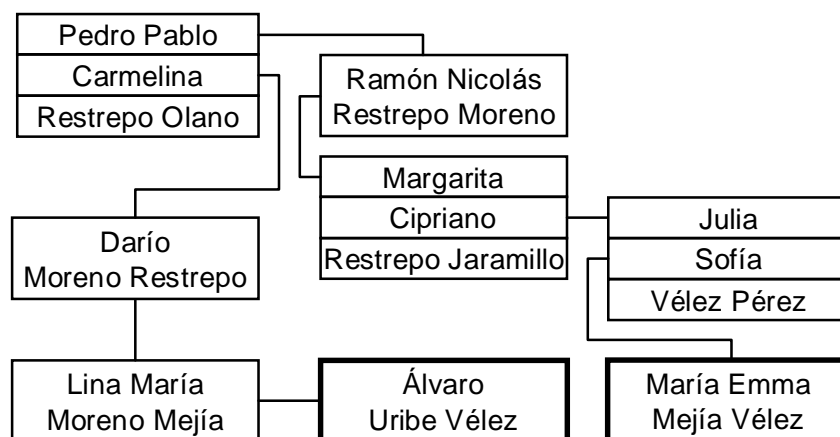 Pedro Pablo
Carmelina
Restrepo Olano
Ramón Nicolás
Restrepo Moreno
Margarita
Cipriano
Restrepo Jaramillo
Julia
Sofía
Vélez Pérez
Darío
Moreno Restrepo
Lina María
Moreno Mejía
Álvaro
Uribe Vélez
María Emma
Mejía Vélez